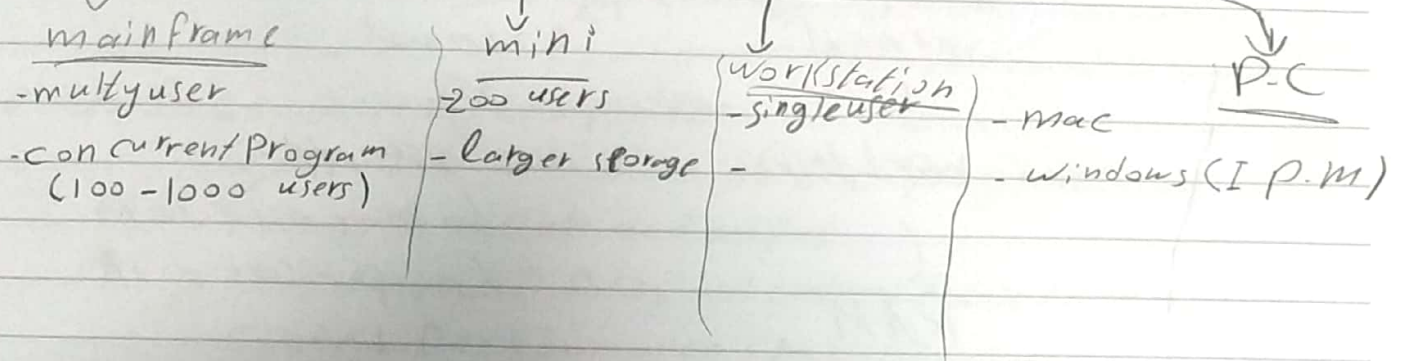 mainframe
-multyuser
-concurrent Program
(100-1000 users)
mini
-200 users
- larger storage
workstation
- singleuser
-
P.C
- mac
- windows (I P.M)